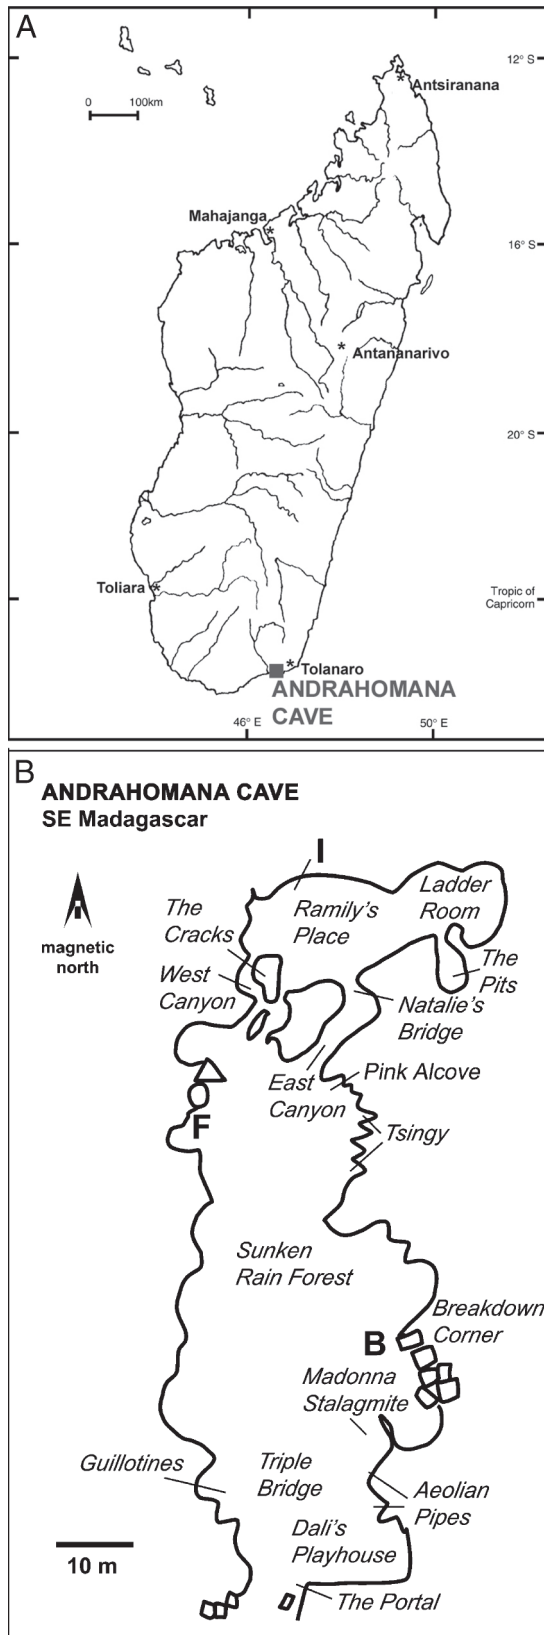 A
12° S
Antsiranana
0 100km
Mahajanga
*
16° S
*
Antananarivo
20° S
Toliara *
Tropic of
Capricorn
* Tolanaro
ANDRAHOMANA
CAVE
46° E 50° E
B
ANDRAHOMANA CAVE
SE Madagascar
magnetic
north
I
Ladder
Room
Ramily's
Place
The
Cracks
West
Canyon
The
Pits
Natalie's
Bridge
East
Canyon
Pink Alcove
F
Tsingy
Sunken
Rain Forest
Breakdown
Corner
B
Madonna
Stalagmite
Guillotines
Triple
Bridge
Aeolian
Pipes
Dali's
Playhouse
10 m
The Portal